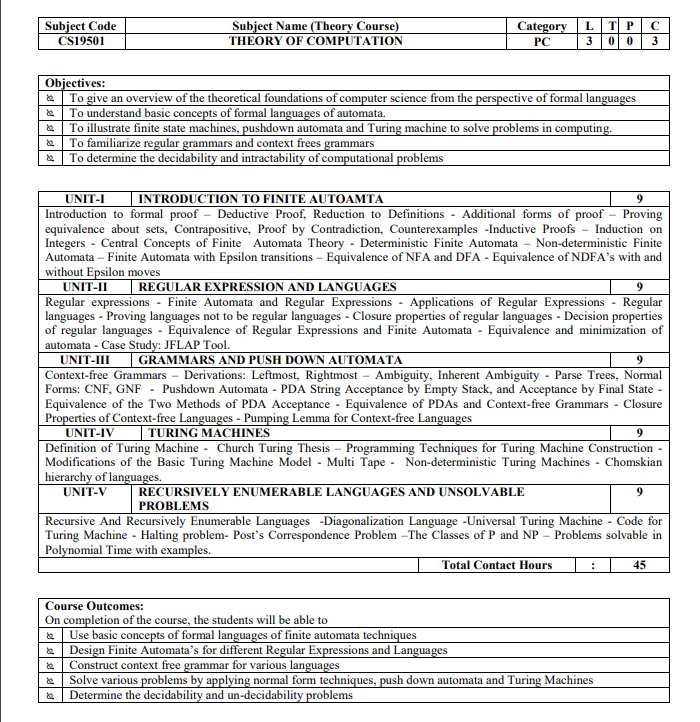 Subject Code Subject Name (Theory Course) Category L T P C
CS19501 THEORY OF COMPUTATION PC 3 0 0 3
Objectives:
To give an overview of the theoretical foundations of computer science from the perspective of formal languages
To understand basic concepts of formal languages of automata.
To illustrate finite state machines, pushdown automata and Turing machine to solve problems in computing.
To familiarize regular grammars and context frees grammars
To determine the decidability and intractability of computational problems
UNIT-I INTRODUCTION TO FINITE AUTOAMTA 9
Introduction to formal proof – Deductive Proof, Reduction to Definitions - Additional forms of proof – Proving
equivalence about sets, Contrapositive, Proof by Contradiction, Counterexamples -Inductive Proofs – Induction on
Integers - Central Concepts of Finite Automata Theory - Deterministic Finite Automata – Non-deterministic Finite
Automata – Finite Automata with Epsilon transitions – Equivalence of NFA and DFA - Equivalence of NDFA's with and
without Epsilon moves
UNIT-II REGULAR EXPRESSION AND LANGUAGES 9
Regular expressions - Finite Automata and Regular Expressions - Applications of Regular Expressions - Regular
languages - Proving languages not to be regular languages - Closure properties of regular languages - Decision properties
of regular languages - Equivalence of Regular Expressions and Finite Automata - Equivalence and minimization of
automata - Case Study: JFLAP Tool.
UNIT-III GRAMMARS AND PUSH DOWN AUTOMATA 9
Context-free Grammars – Derivations: Leftmost, Rightmost – Ambiguity, Inherent Ambiguity - Parse Trees, Normal
Forms: CNF, GNF - Pushdown Automata - PDA String Acceptance by Empty Stack, and Acceptance by Final State -
Equivalence of the Two Methods of PDA Acceptance - Equivalence of PDAs and Context-free Grammars - Closure
Properties of Context-free Languages - Pumping Lemma for Context-free Languages
UNIT-IV TURING MACHINES 9
Definition of Turing Machine - Church Turing Thesis – Programming Techniques for Turing Machine Construction -
Modifications of the Basic Turing Machine Model - Multi Tape - Non-deterministic Turing Machines - Chomskian
hierarchy of languages.
UNIT-V RECURSIVELY ENUMERABLE LANGUAGES AND UNSOLVABLE 9
PROBLEMS
Recursive And Recursively Enumerable Languages -Diagonalization Language -Universal Turing Machine - Code for
Turing Machine - Halting problem- Post's Correspondence Problem –The Classes of P and NP – Problems solvable in
Polynomial Time with examples.
Total Contact Hours : 45
Course Outcomes:
On completion of the course, the students will be able to
Use basic concepts of formal languages of finite automata techniques
Design Finite Automata's for different Regular Expressions and Languages
Construct context free grammar for various languages
Solve various problems by applying normal form techniques, push down automata and Turing Machines
Determine the decidability and un-decidability problems